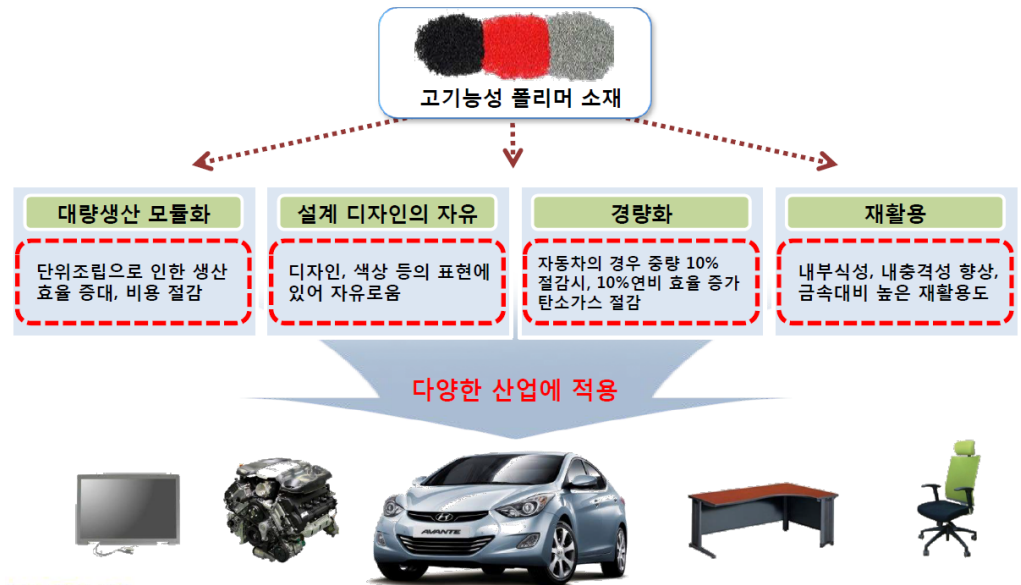 고기능성 폴리머 소재
대량생산 모듈화
단위조립으로 인한 생산
효율 증대, 비용 절감
설계 디자인의 자유
디자인, 색상 등의 표현에
있어 자유로움
경량화
자동차의 경우 중량 10%
절감시, 10%연비 효율 증가
탄소가스 절감
재활용
내부식성, 내충격성 향상,
금속대비 높은 재활용도
다양한 산업에 적용
AVANTE